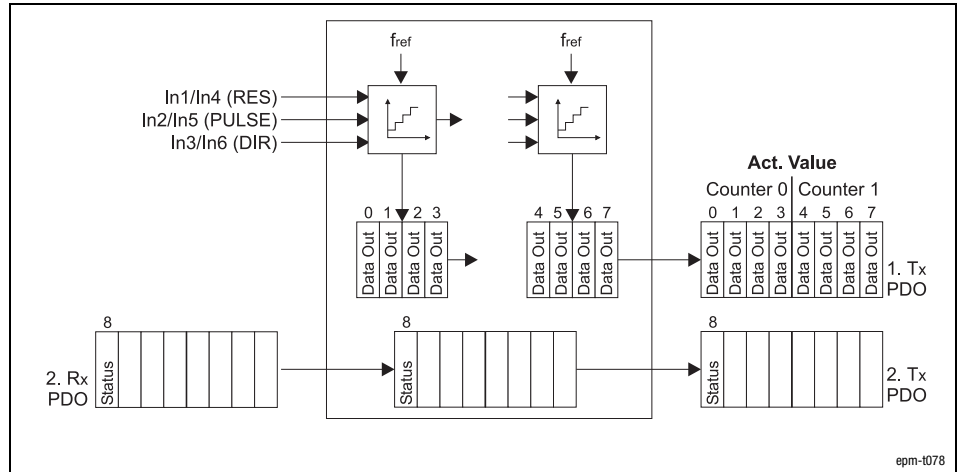 fref fref
In1/In4 (RES)
In2/In5 (PULSE)
In3/In6 (DIR)
Act. Value
Counter 0 Counter 1
0 1 2 3 4 5 6 7 0 1 2 3 4 5 6 7
Data Out Data Out Data Out Data Out Data Out Data Out Data Out Data Out Data Out Data Out Data Out Data Out Data Out Data Out Data Out Data Out
1. Tx
PDO
8 8 8
2. Rx
PDO
Status Status Status
2. Tx
PDO
epm-t078